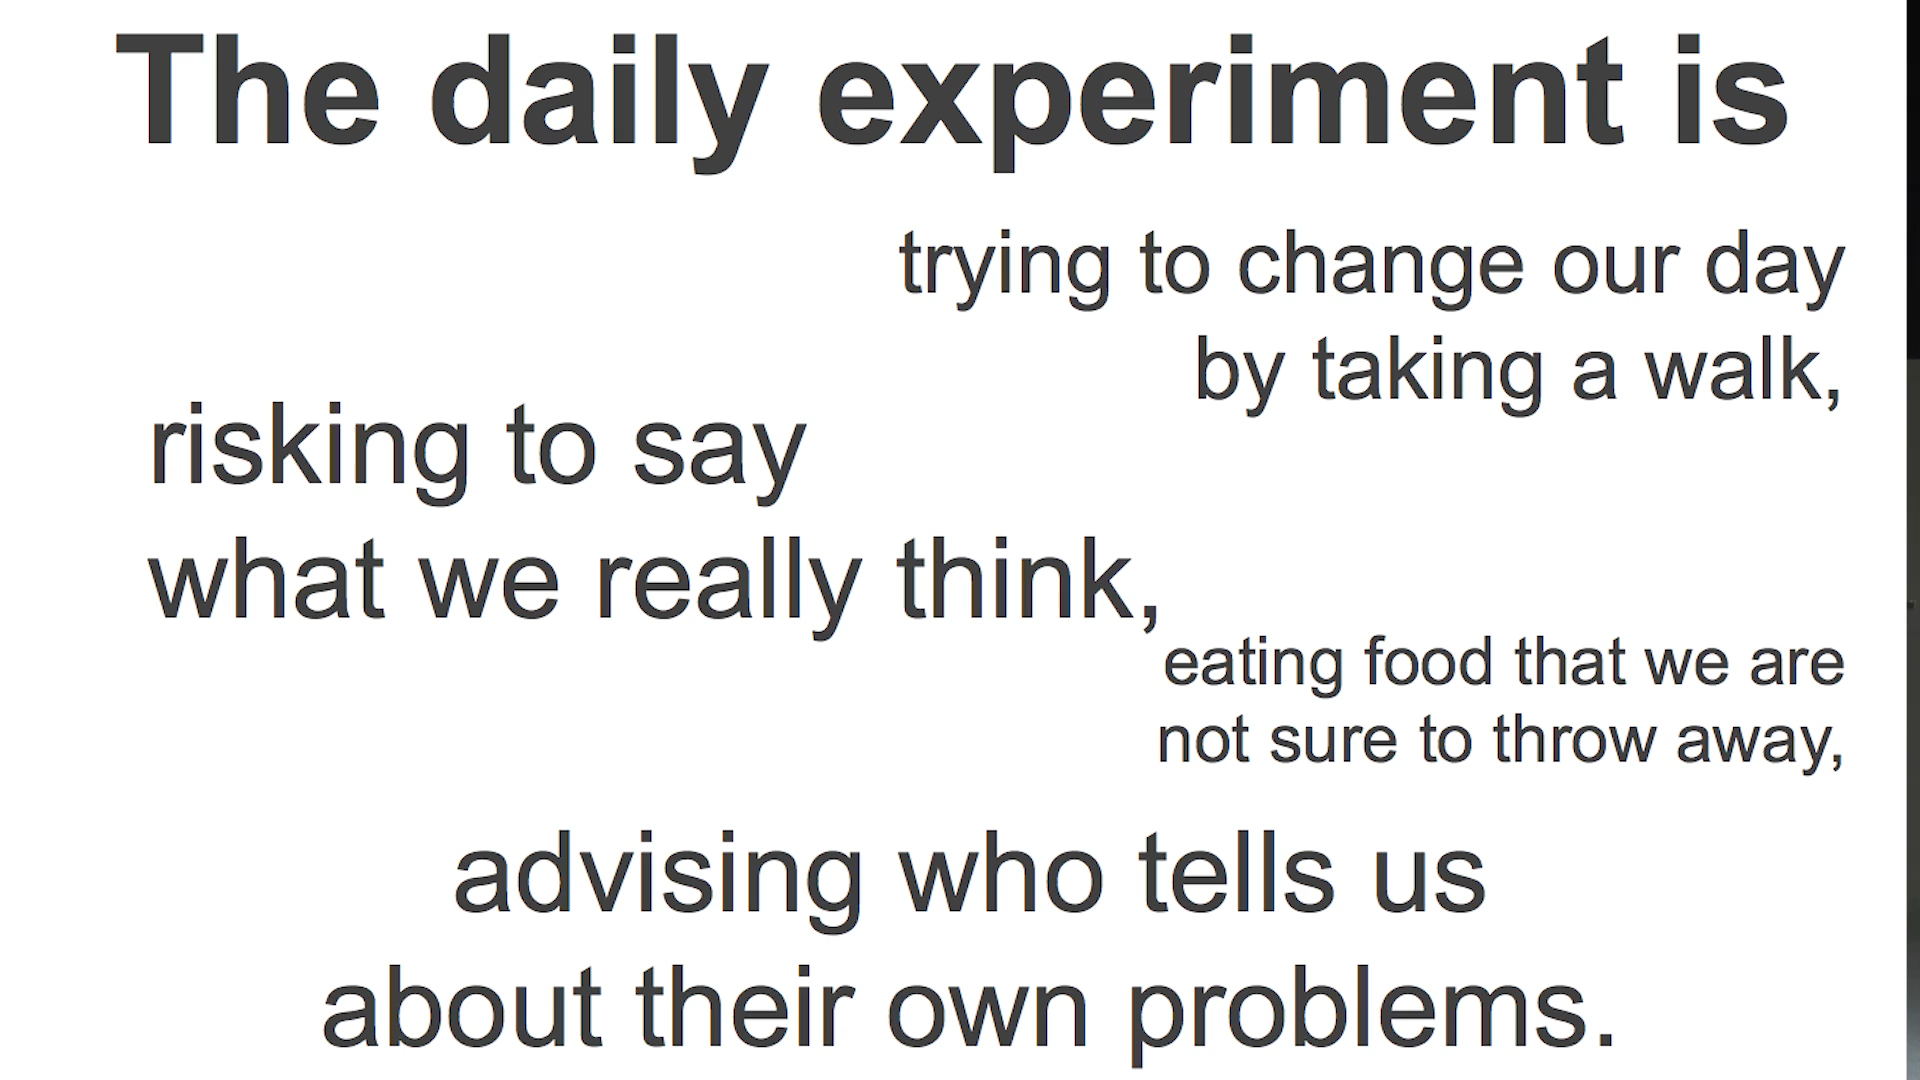 The daily experiment is
trying to change our day
by taking a walk,
risking to say
what we really think,
eating food that we are
not sure to throw away,
advising who tells us
about their own problems.